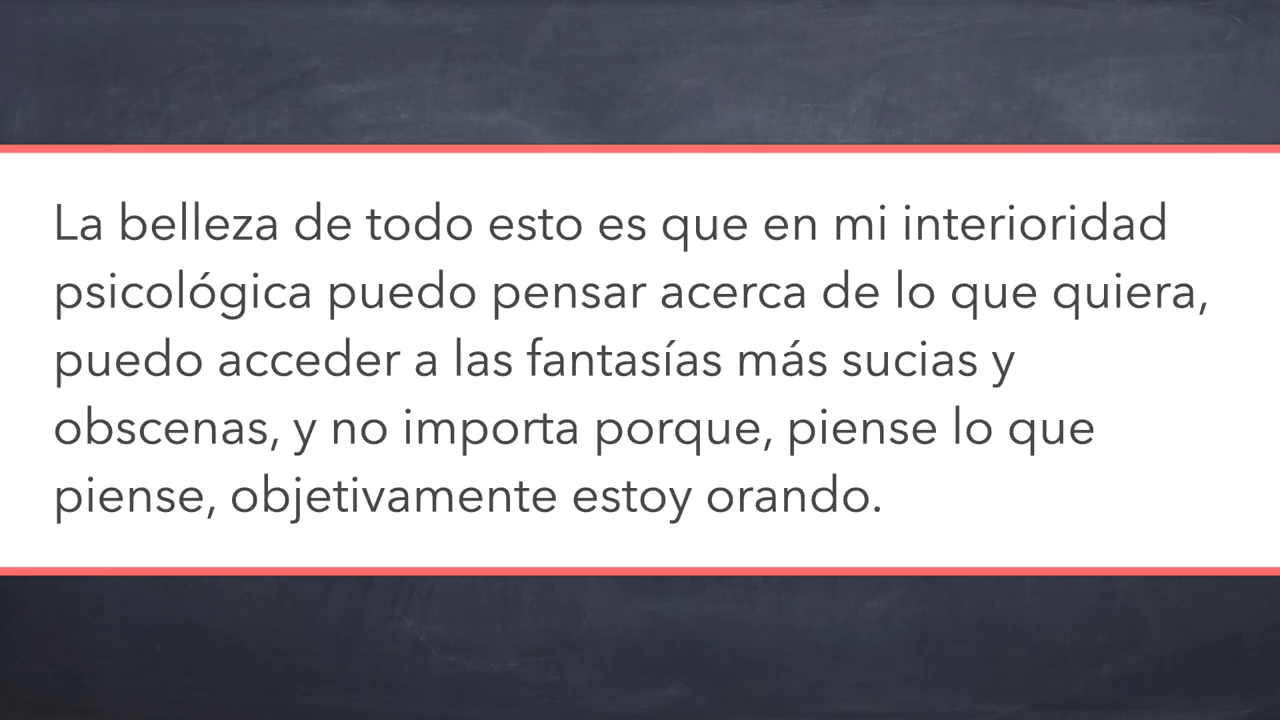 La belleza de todo esto es que en mi interioridad
psicológica puedo pensar acerca de lo que quiera,
puedo acceder a las fantasías más sucias y
obscenas, y no importa porque, piense lo que
piense, objetivamente estoy orando.